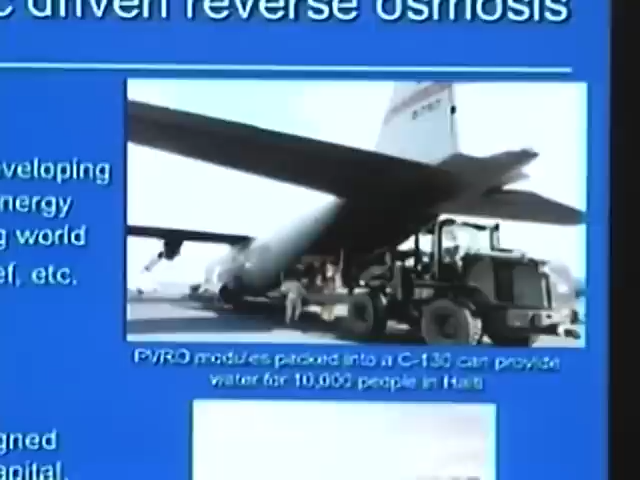 driven reverse osmosis
veloping
nergy
g world
ef, etc.
PVRO modules packed into a C-130 can provide
water for 10,000 people in Haiti
gned
apital.